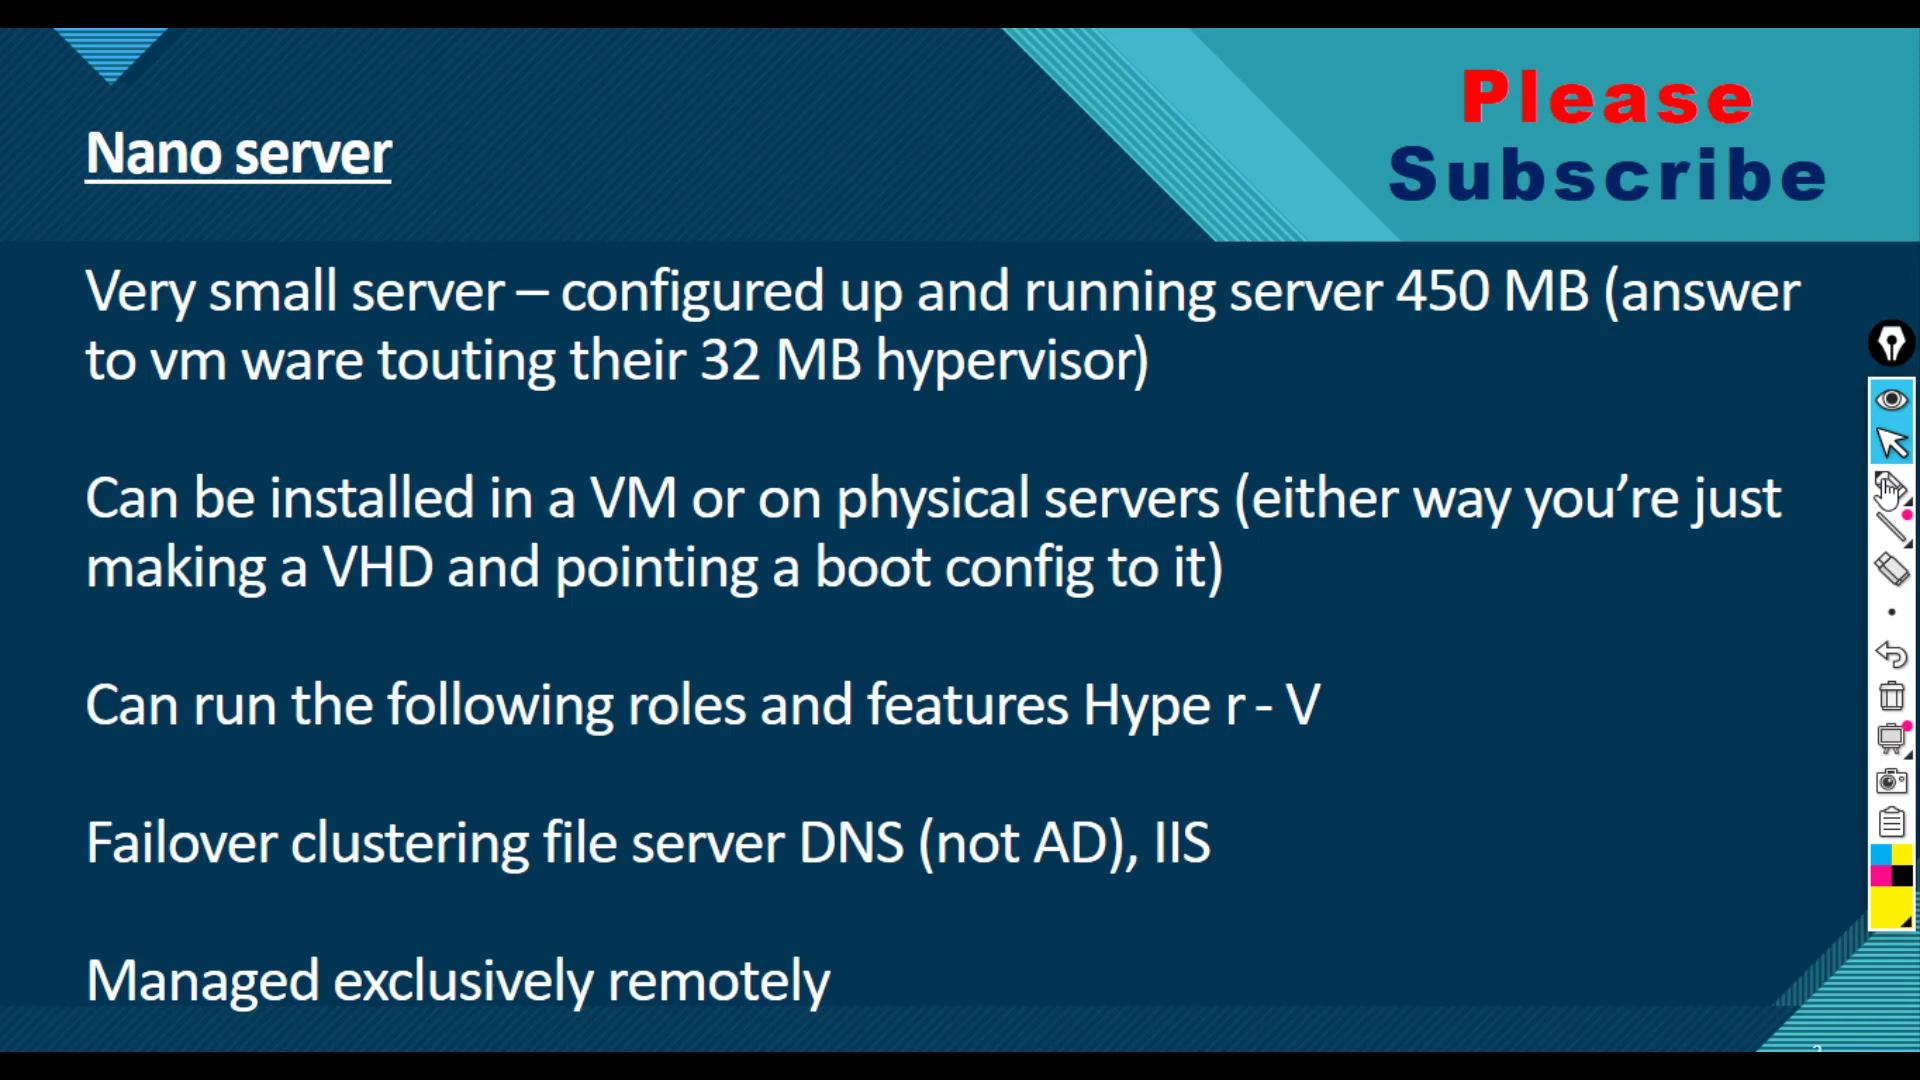 Please
Subscribe
Nano server
Very small server – configured up and running server 450 MB (answer
to vm ware touting their 32 MB hypervisor)
Can be installed in a VM or on physical servers (either way you’re just
making a VHD and pointing a boot config to it)
Can run the following roles and features Hype r - V
Failover clustering file server DNS (not AD), IIS
Managed exclusively remotely